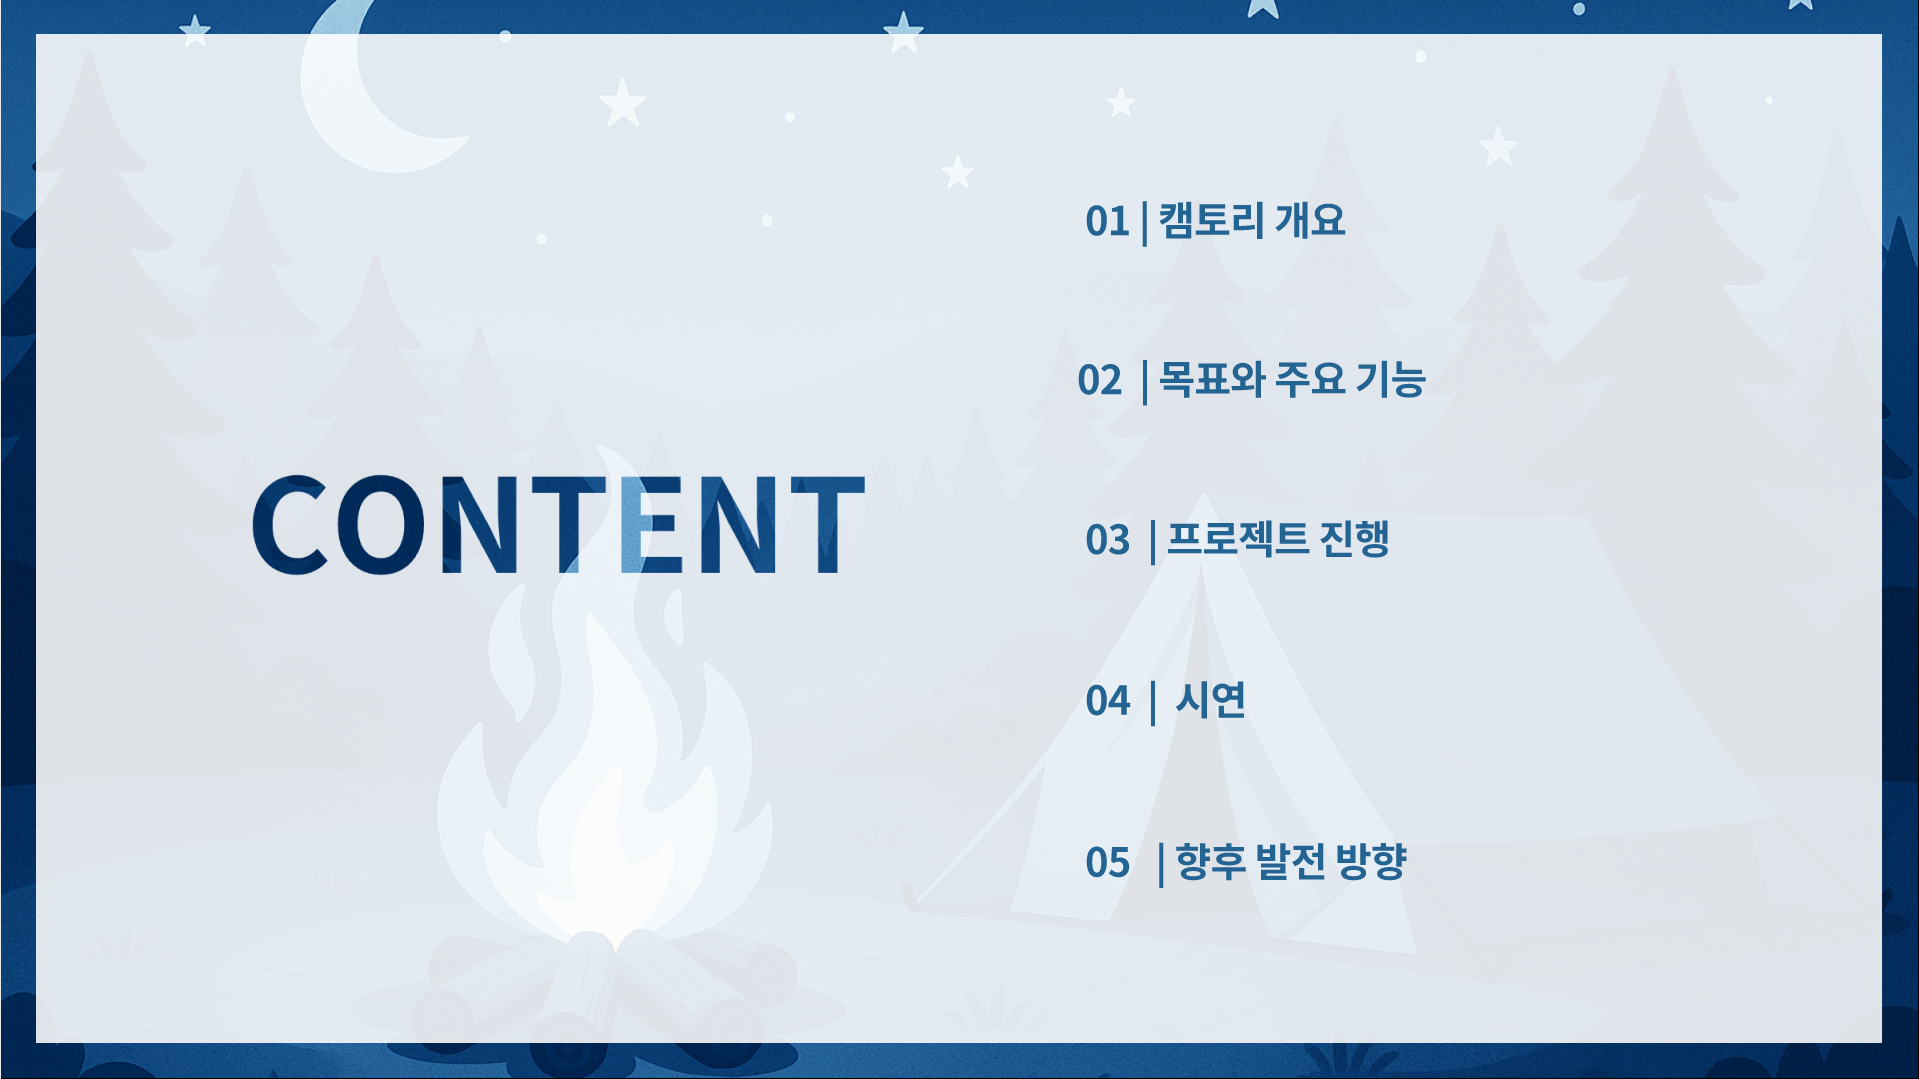 CONTENT
01 | 캠토리 개요
02 | 목표와 주요 기능
03 | 프로젝트 진행
04 | 시연
05 | 향후 발전 방향